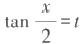 tan x/2 = t